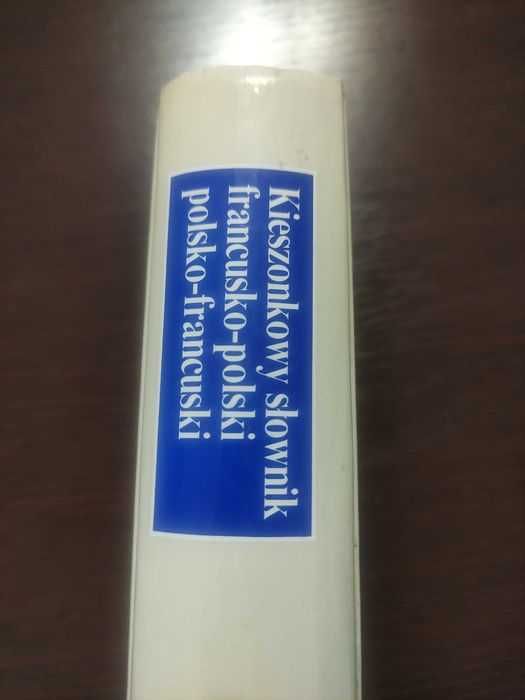 Kieszonkowy słownik
francusko-polski
polsko-francuski